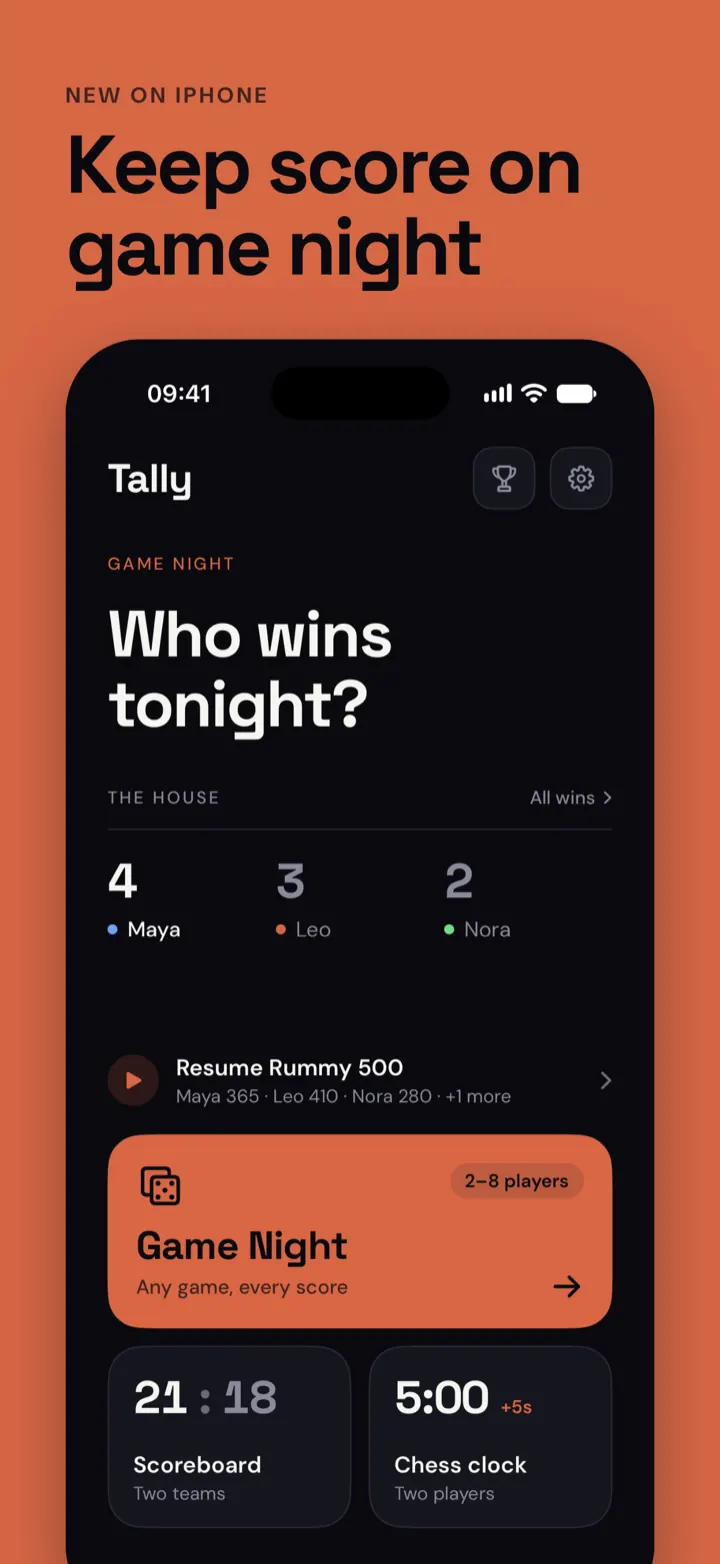 NEW ON IPHONE
Keep score on
game night
09:41
Tally
GAME NIGHT
Who wins
tonight?
THE HOUSE
All wins
4 3 2
Maya Leo Nora
Resume Rummy 500
Maya 365 · Leo 410 · Nora 280 · +1 more
2–8 players
Game Night
Any game, every score
21 : 18
Scoreboard
Two teams
5:00 +5s
Chess clock
Two players